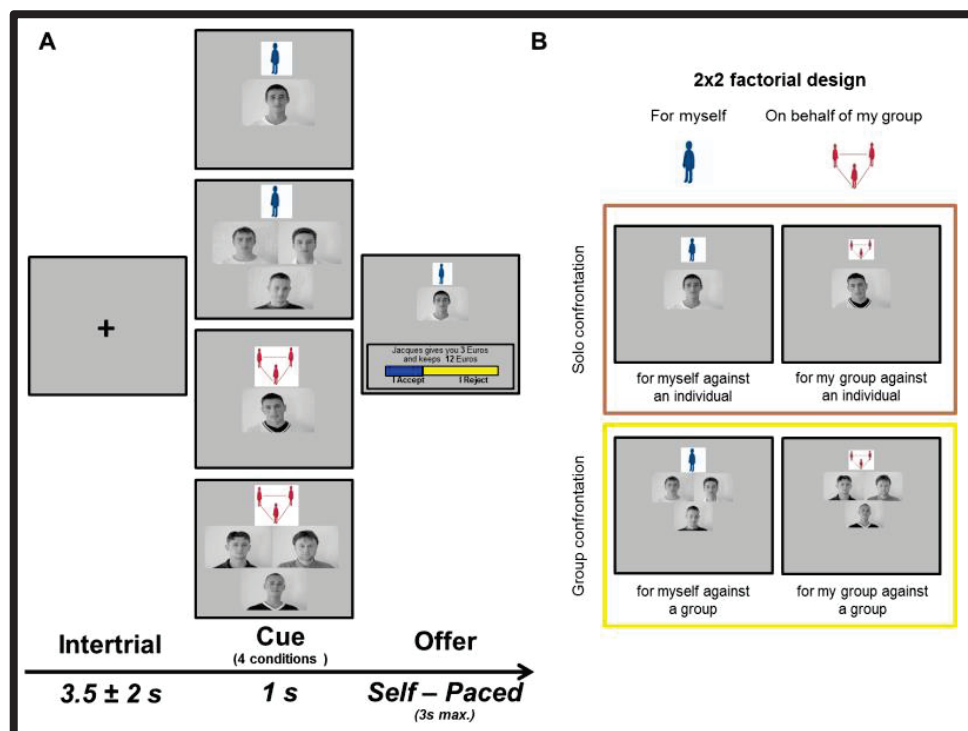 A
Jacques gives you 3 Euros
and keeps 12 Euros
I Accept I Reject
Intertrial
Cue
(4 conditions )
Offer
3.5 ± 2 s
1 s
Self – Paced
(3s max.)
B
2x2 factorial design
For myself
On behalf of my group
Solo confrontation
for myself against
an individual
for my group against
an individual
Group confrontation
for myself against
a group
for my group against
a group